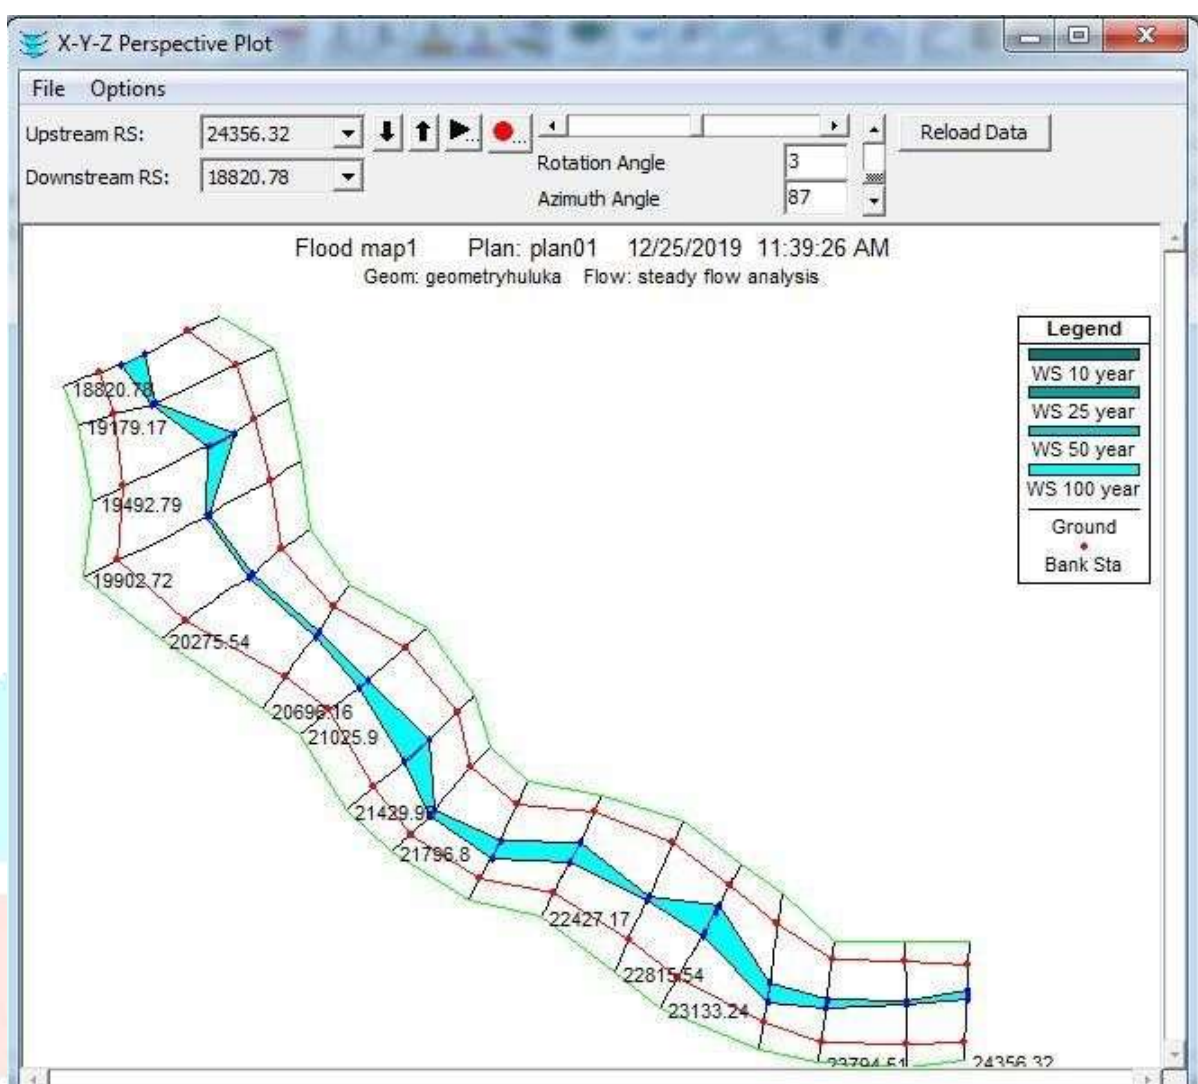 X-Y-Z Perspective Plot
File Options
Upstream RS: 24356.32
Reload Data
Downstream RS: 18820.78
Rotation Angle 3
Azimuth Angle 87
Flood map1 Plan: plan01 12/25/2019 11:39:26 AM
Geom: geometryhuluka Flow: steady flow analysis
Legend
WS 10 year
WS 25 year
WS 50 year
WS 100 year
Ground
Bank Sta
18820.78
19179.17
19492.79
19902.72
20275.54
20696.16
21025.9
21429.9
21796.8
22427.17
22815.54
23133.24
23794.51
24356.32